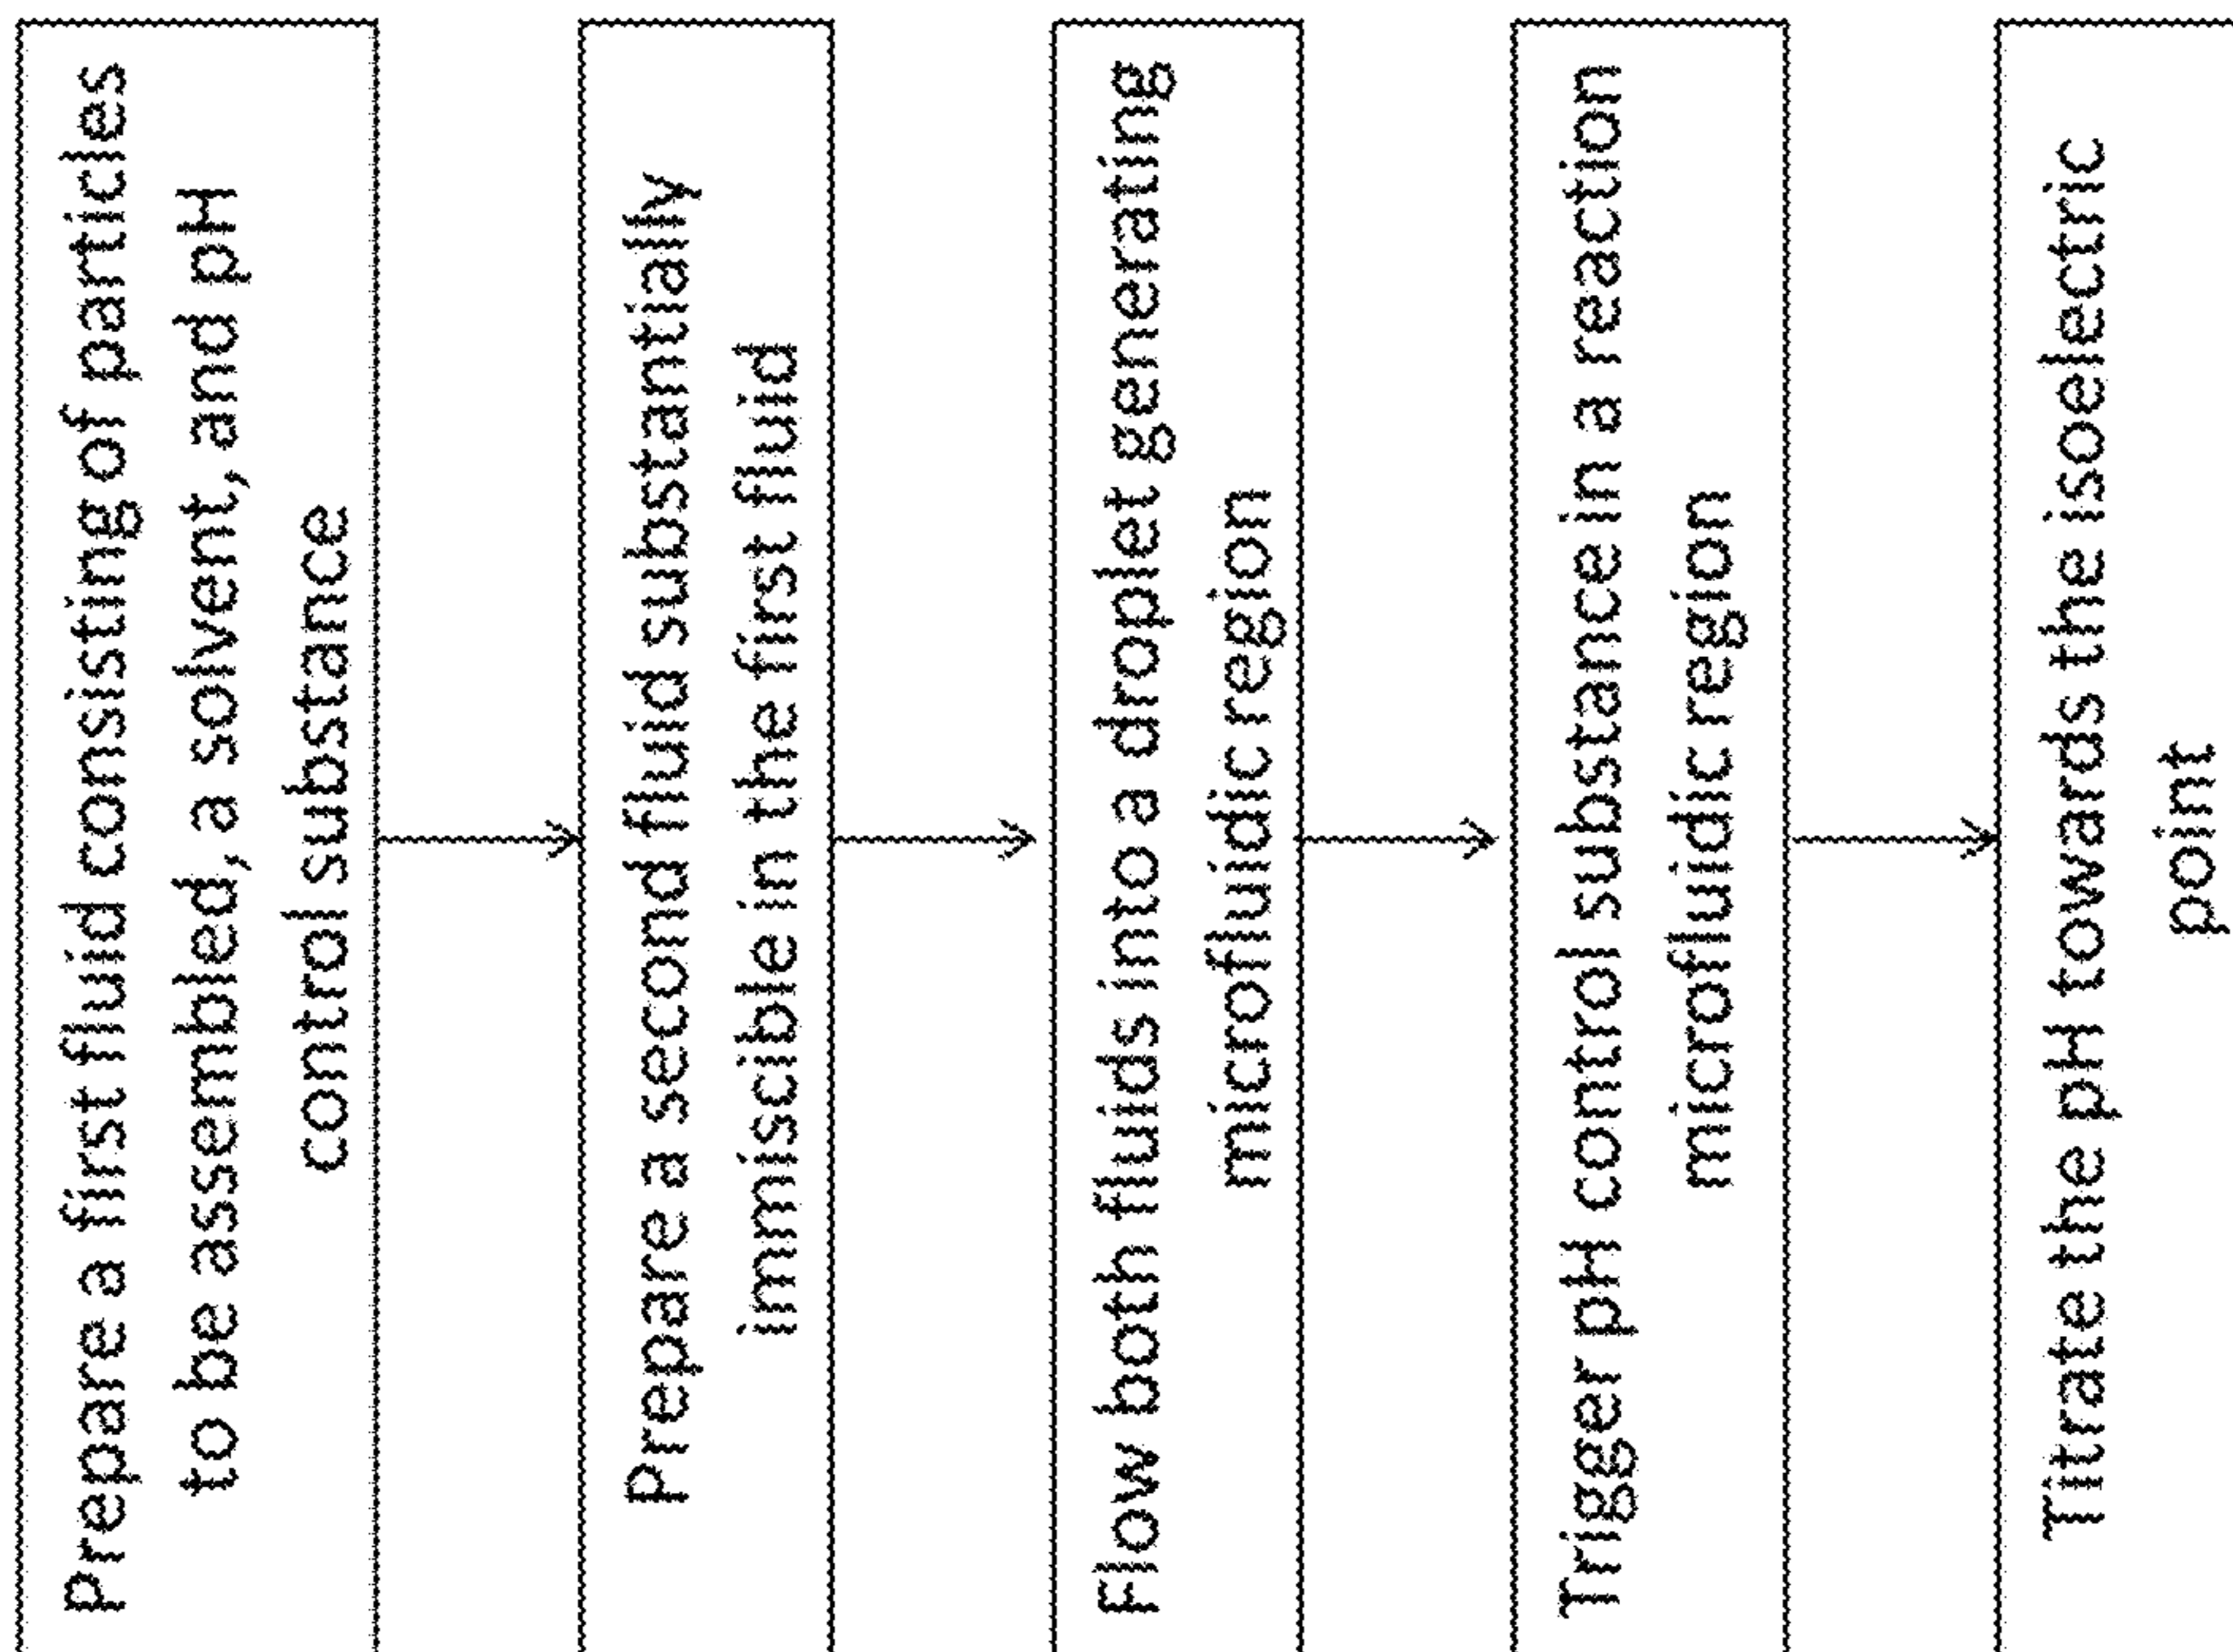 Prepare a first fluid consisting of particles
to be assembled, a solvent, and pH
control substance
Prepare a second fluid substantially
immiscible in the first fluid
Flow both fluids into a droplet generating
microfluidic region
Trigger pH control substance in a reaction
microfluidic region
Titrate the pH towards the isoelectric
point